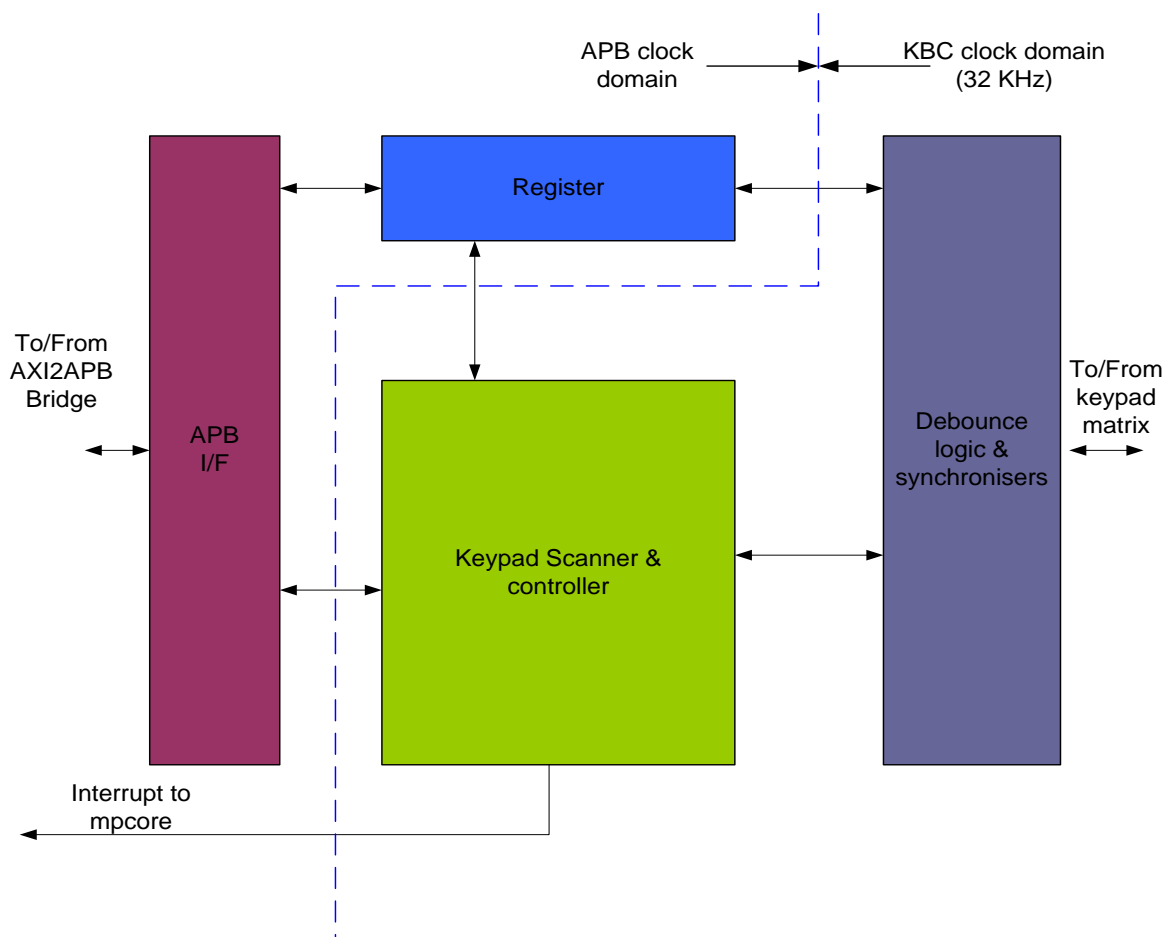 APB clock
domain
KBC clock domain
(32 KHz)
Register
To/From
AXI2APB
Bridge
APB
I/F
Keypad Scanner &
controller
Debounce
logic &
synchronisers
To/From
keypad
matrix
Interrupt to
mpcore